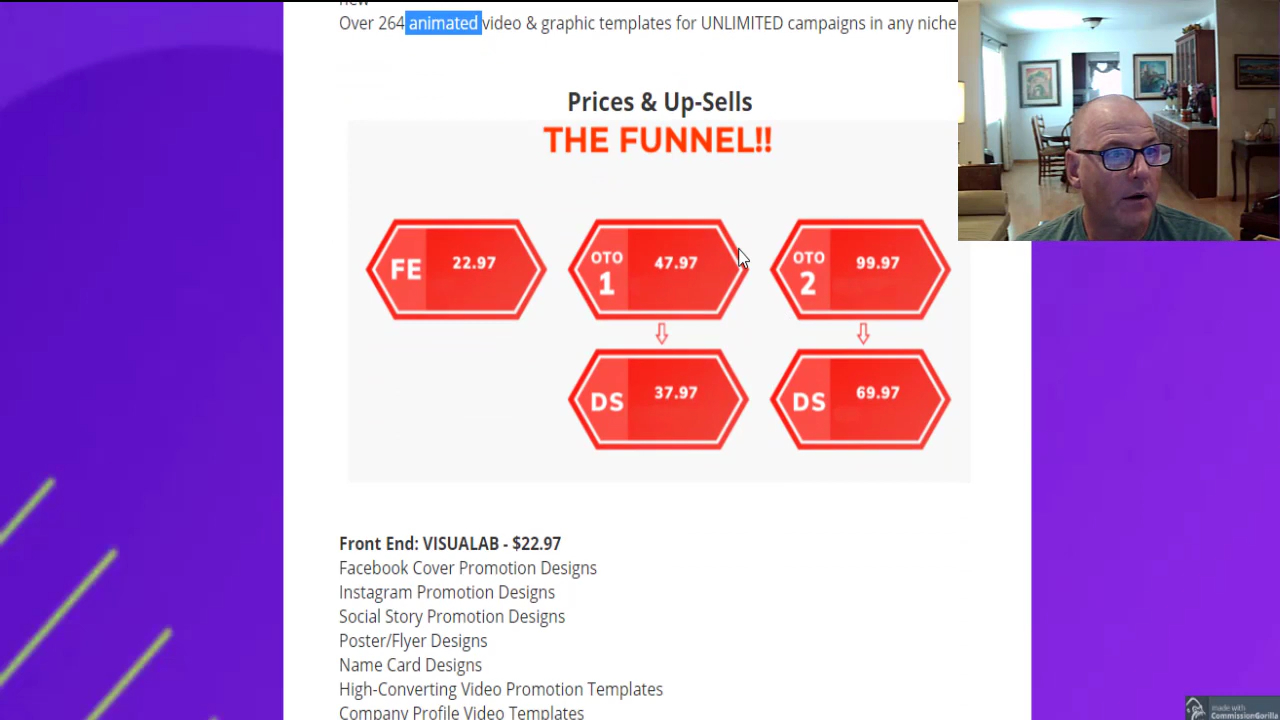 new
Over 264 animated video & graphic templates for UNLIMITED campaigns in any niche
Prices & Up-Sells
THE FUNNEL!!
FE 22.97
OTO 1 47.97
OTO 2 99.97
DS 37.97
DS 69.97
Front End: VISUALAB - $22.97
Facebook Cover Promotion Designs
Instagram Promotion Designs
Social Story Promotion Designs
Poster/Flyer Designs
Name Card Designs
High-Converting Video Promotion Templates
Company Profile Video Templates
made with
CommissionGorilla